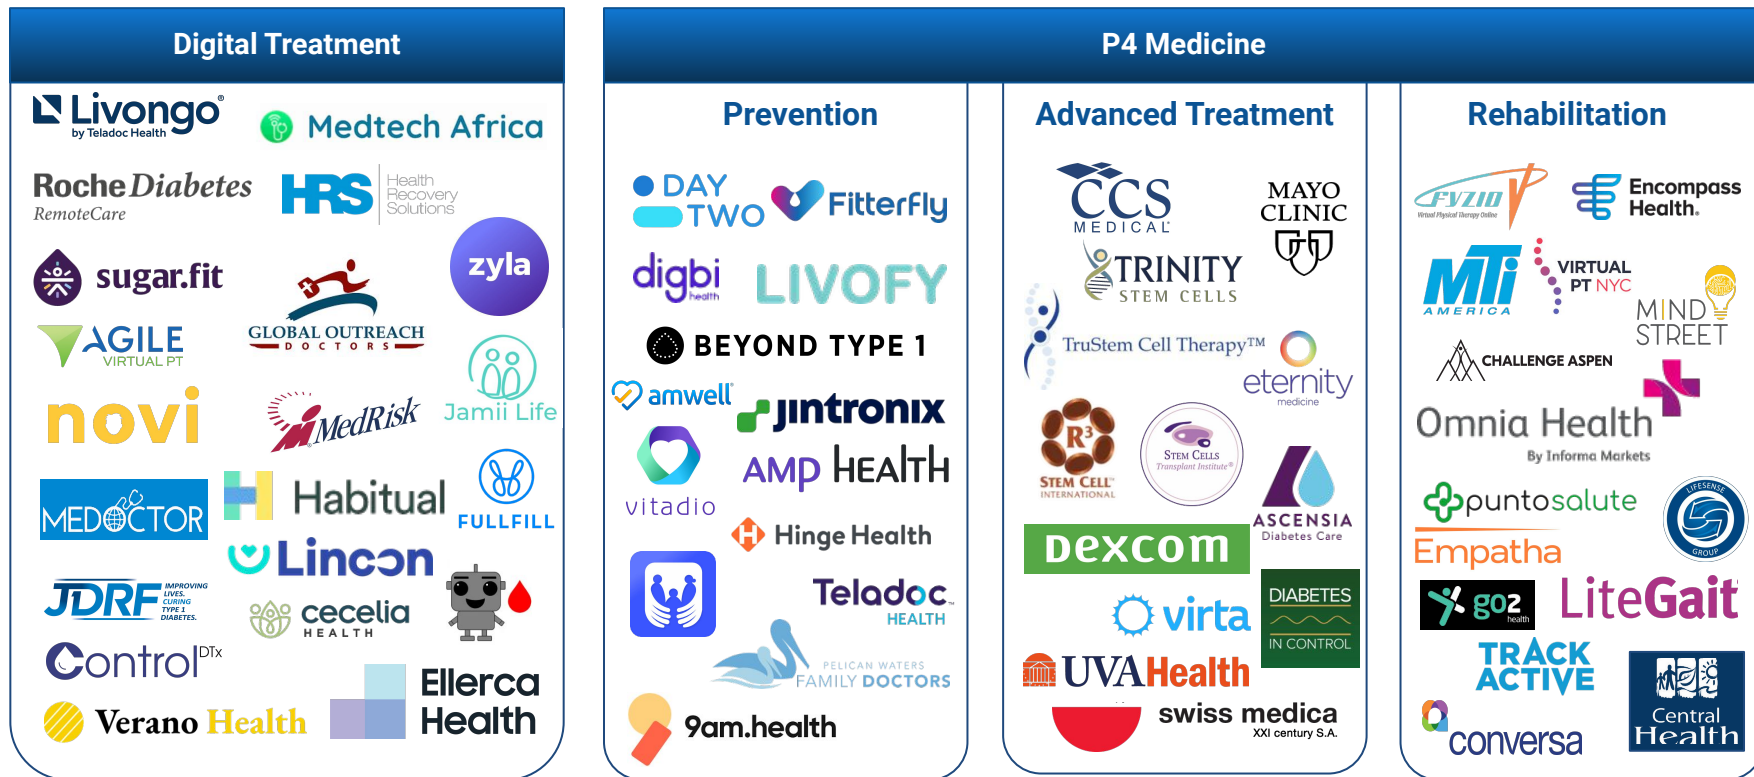 Digital Treatment
P4 Medicine
Livongo®
by Teladoc Health
Medtech Africa
Roche Diabetes
RemoteCare
HRS
Health
Recovery
Solutions
sugar.fit
GLOBAL OUTREACH
DOCTORS
zyla
AGILE
VIRTUAL PT
Jamii Life
novi
MedRisk
MEDOCTOR
Habitual
FULLFILL
Lincon
JDRF
IMPROVING
LIVES.
CURING
TYPE 1
DIABETES.
cecelia
HEALTH
Control DTx
Verano Health
Ellerca
Health
Prevention
DAY
TWO
Fitterfly
digbi
health
LIVOFY
BEYOND TYPE 1
amwell®
jintronix
vitadio
AMP HEALTH
Hinge Health
Teladoc™
HEALTH
PELICAN WATERS
FAMILY DOCTORS
9am.health
Advanced Treatment
CCS
MEDICAL
MAYO
CLINIC
TRINITY
STEM CELLS
TruStem Cell Therapy™
eternity
medicine
R3
STEM CELL™
INTERNATIONAL
STEM CELLS
Transplant Institute®
ASCENSIA
Diabetes Care
Dexcom
virta
DIABETES
IN CONTROL
UVAHealth
swiss medica
XXI century S.A.
Rehabilitation
FYZIO
Virtual Physical Therapy Online
Encompass
Health®
MTi
AMERICA
VIRTUAL
PT NYC
MIND
STREET
CHALLENGE ASPEN
Omnia Health
By Informa Markets
puntosalute
LIFESENSE
GROUP
Empatha
go2
health
LiteGait
TRACK
ACTIVE
conversa
Central
Health